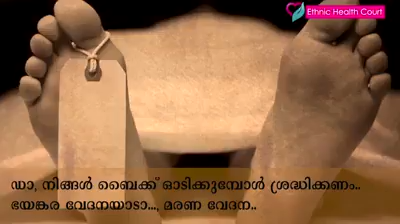 Ethnic Health Court
ഡാ, നിങ്ങൾ ബൈക്ക് ഓടിക്കുമ്പോൾ ശ്രദ്ധിക്കണം..
ഭയങ്കര വേദനയാടാ..., മരണ വേദന..